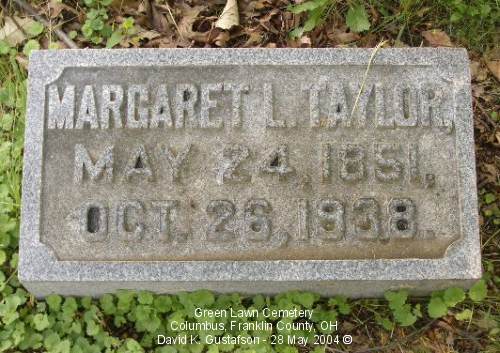 MARGARET L. TAYLOR.
MAY 24, 1851,
OCT. 26, 1938.
Green Lawn Cemetery
Columbus, Franklin County, OH
David K. Gustafson - 28 May 2004 ©